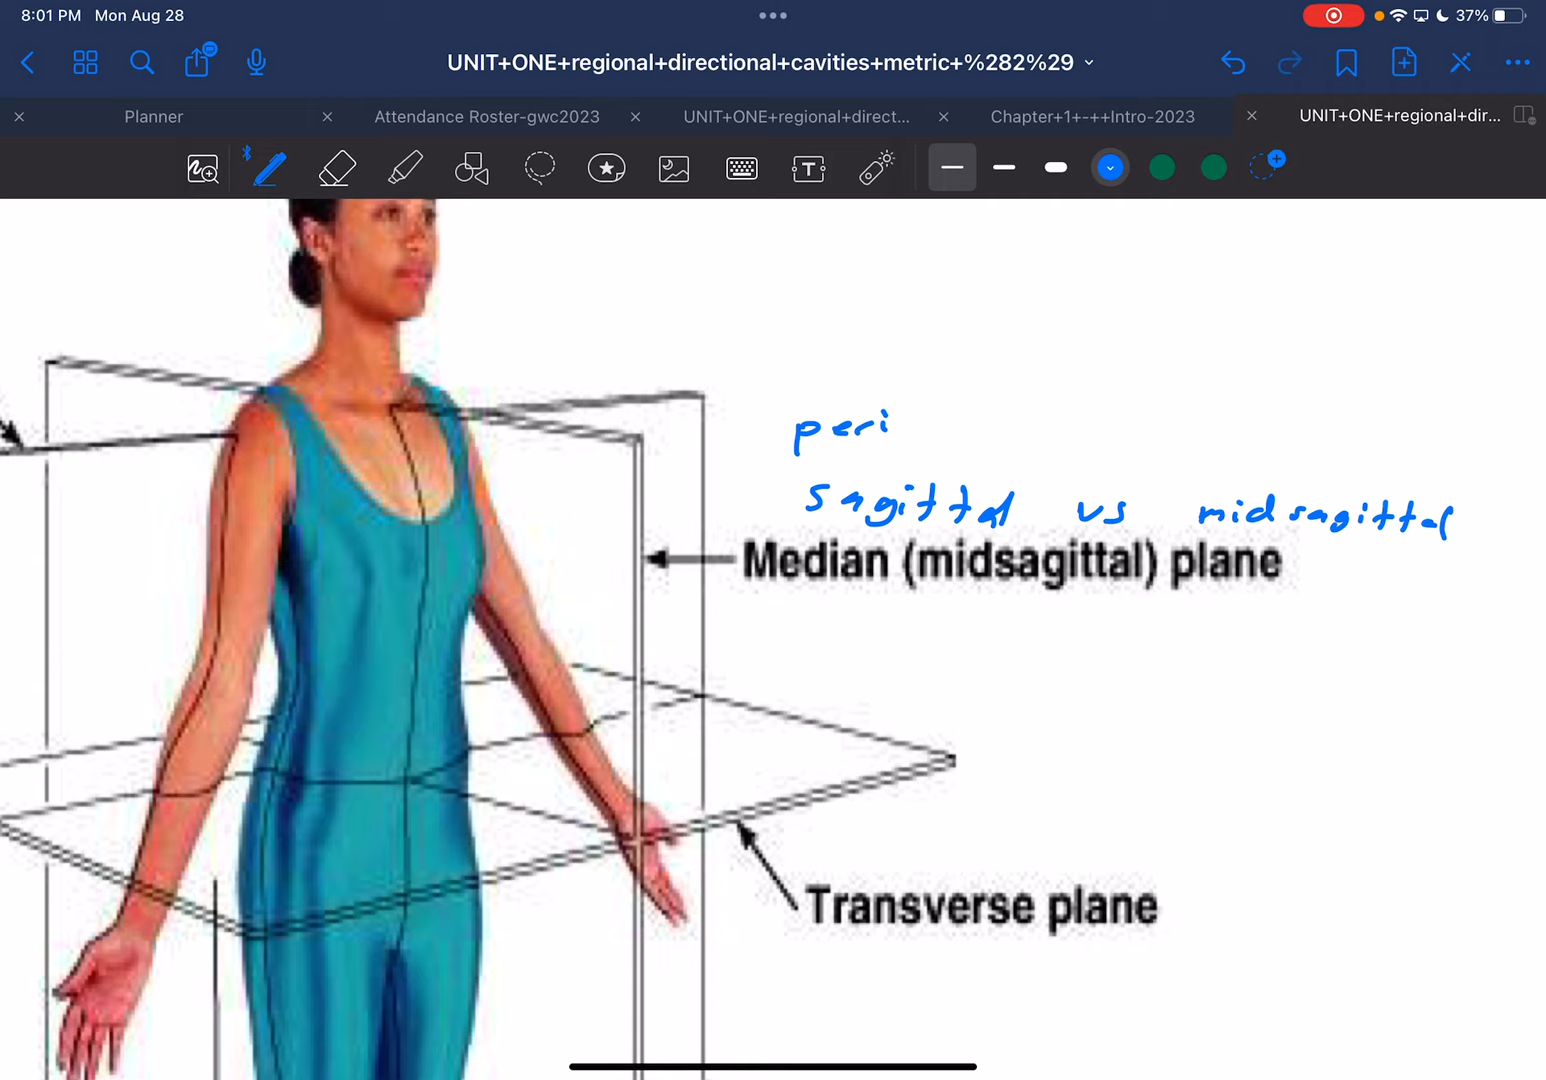 8:01 PM Mon Aug 28
37%
UNIT+ONE+regional+directional+cavities+metric+%282%29
Planner
Attendance Roster-gwc2023
UNIT+ONE+regional+direct...
Chapter+1+-++Intro-2023
UNIT+ONE+regional+dir...
peri
sagittal vs midsagittal
Median (midsagittal) plane
Transverse plane